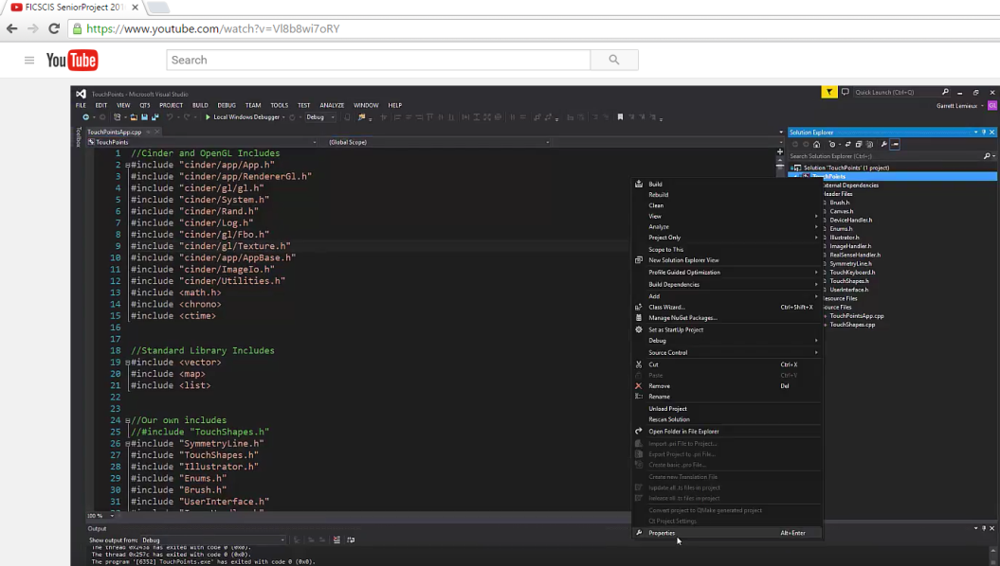 FICSCIS SeniorProject 201
https://www.youtube.com/watch?v=Vl8b8wi7oRY
YouTube
Search
TouchPoints - Microsoft Visual Studio
Quick Launch (Ctrl+Q)
FILE EDIT VIEW QT5 PROJECT BUILD DEBUG TEAM TOOLS TEST ANALYZE WINDOW HELP
Garrett Lemieux
Local Windows Debugger Debug
Toolbox
TouchPointsApp.cpp
TouchPoints
(Global Scope)
1 //Cinder and OpenGL Includes
2 #include "cinder/app/App.h"
3 #include "cinder/app/RendererGl.h"
4 #include "cinder/gl/gl.h"
5 #include "cinder/System.h"
6 #include "cinder/Rand.h"
7 #include "cinder/Log.h"
8 #include "cinder/gl/Fbo.h"
9 #include "cinder/gl/Texture.h"
10 #include "cinder/app/AppBase.h"
11 #include "cinder/ImageIo.h"
12 #include "cinder/Utilities.h"
13 #include <math.h>
14 #include <chrono>
15 #include <ctime>
16
17
18 //Standard Library Includes
19 #include <vector>
20 #include <map>
21 #include <list>
22
23
24 //Our own includes
25 //#include "TouchShapes.h"
26 #include "SymmetryLine.h"
27 #include "TouchShapes.h"
28 #include "Illustrator.h"
29 #include "Enums.h"
30 #include "Brush.h"
31 #include "UserInterface.h"
100 %
Output
Show output from: Debug
The thread 0x257c has exited with code 0 (0x0).
The program '[6352] TouchPoints.exe' has exited with code 0 (0x0).
Build
Rebuild
Clean
View
Analyze
Project Only
Scope to This
New Solution Explorer View
Profile Guided Optimization
Build Dependencies
Add
Class Wizard... Ctrl+Shift+X
Manage NuGet Packages...
Set as StartUp Project
Debug
Source Control
Cut Ctrl+X
Paste Ctrl+V
Remove Del
Rename
Unload Project
Rescan Solution
Open Folder in File Explorer
Import .pri File to Project...
Export Project to .pri File...
Create basic .pro File...
Create new Translation File
lupdate all .ts files in project
lrelease all .ts files in project
Convert project to QMake generated project
Qt Project Settings
Properties Alt+Enter
Solution Explorer
Search Solution Explorer (Ctrl+;)
Solution 'TouchPoints' (1 project)
TouchPoints
External Dependencies
Header Files
Brush.h
Canvas.h
DeviceHandler.h
Enums.h
Illustrator.h
ImageHandler.h
RealSenseHandler.h
SymmetryLine.h
TouchKeyboard.h
TouchShapes.h
UserInterface.h
TouchPointsApp.cpp
TouchShapes.cpp